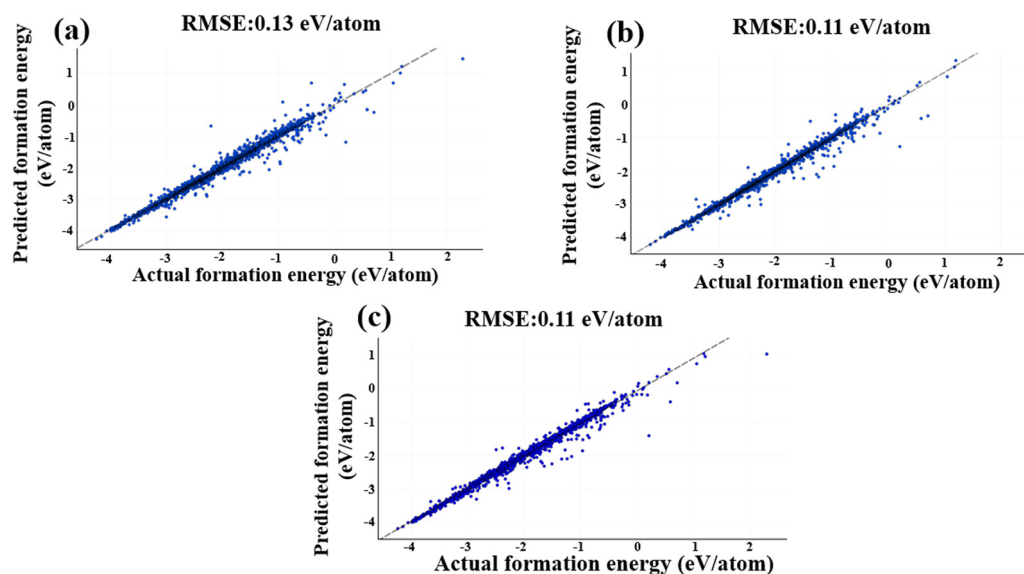 (a)
RMSE:0.13 eV/atom
Predicted formation energy
(eV/atom)
1
0
-1
-2
-3
-4
-4
-3
-2
-1
0
1
2
Actual formation energy (eV/atom)
(b)
RMSE:0.11 eV/atom
Predicted formation energy
(eV/atom)
1
0
-1
-2
-3
-4
-4
-3
-2
-1
0
1
2
Actual formation energy (eV/atom)
(c)
RMSE:0.11 eV/atom
Predicted formation energy
(eV/atom)
1
0
-1
-2
-3
-4
-4
-3
-2
-1
0
1
2
Actual formation energy (eV/atom)